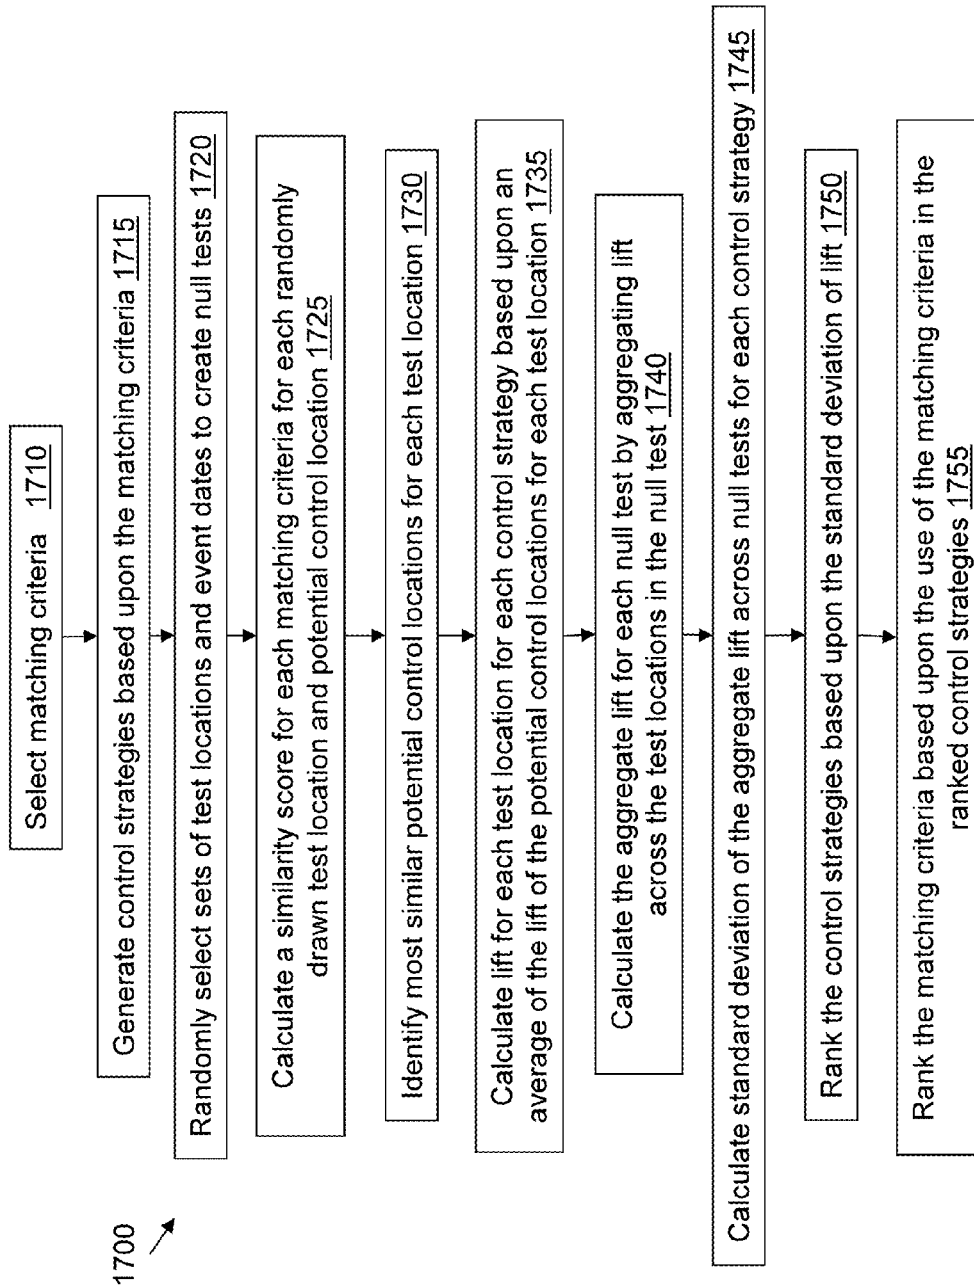 1700
Select matching criteria 1710
Generate control strategies based upon the matching criteria 1715
Randomly select sets of test locations and event dates to create null tests 1720
Calculate a similarity score for each matching criteria for each randomly
drawn test location and potential control location 1725
Identify most similar potential control locations for each test location 1730
Calculate lift for each test location for each control strategy based upon an
average of the lift of the potential control locations for each test location 1735
Calculate the aggregate lift for each null test by aggregating lift
across the test locations in the null test 1740
Calculate standard deviation of the aggregate lift across null tests for each control strategy 1745
Rank the control strategies based upon the standard deviation of lift 1750
Rank the matching criteria based upon the use of the matching criteria in the
ranked control strategies 1755